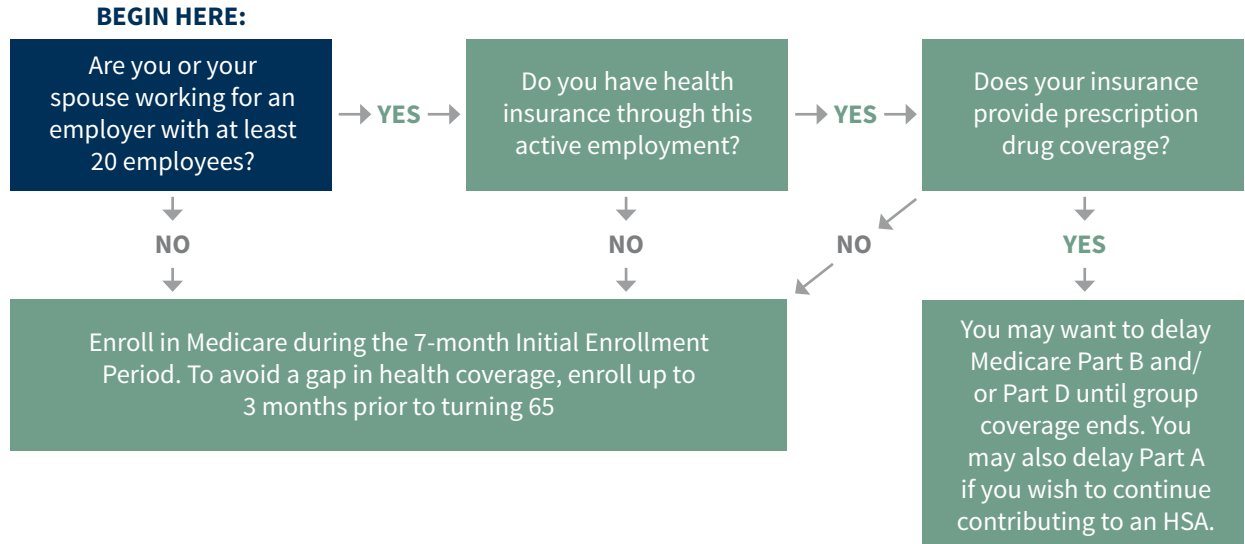 BEGIN HERE:
Are you or your
spouse working for an
employer with at least
20 employees?
YES
Do you have health
insurance through this
active employment?
YES
Does your insurance
provide prescription
drug coverage?
NO
NO
NO
YES
Enroll in Medicare during the 7-month Initial Enrollment
Period. To avoid a gap in health coverage, enroll up to
3 months prior to turning 65
You may want to delay
Medicare Part B and/
or Part D until group
coverage ends. You
may also delay Part A
if you wish to continue
contributing to an HSA.